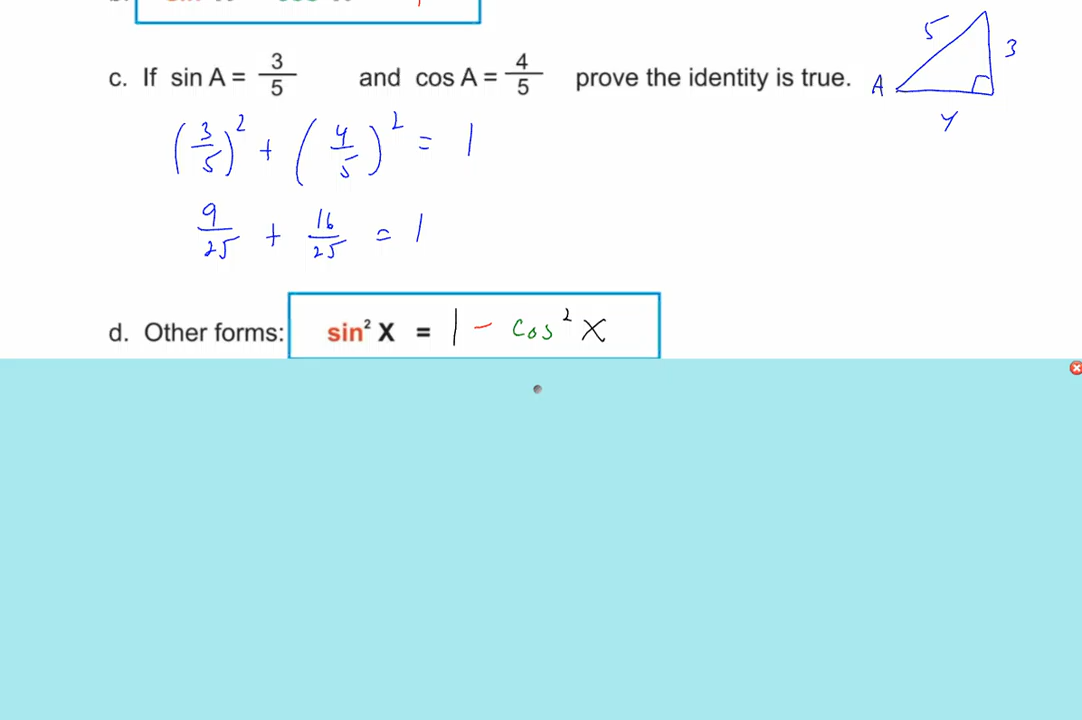 c. If sin A = 3/5 and cos A = 4/5 prove the identity is true.
5
3
A
4
(3/5)² + (4/5)² = 1
9/25 + 16/25 = 1
d. Other forms: sin² X = 1 - cos² X